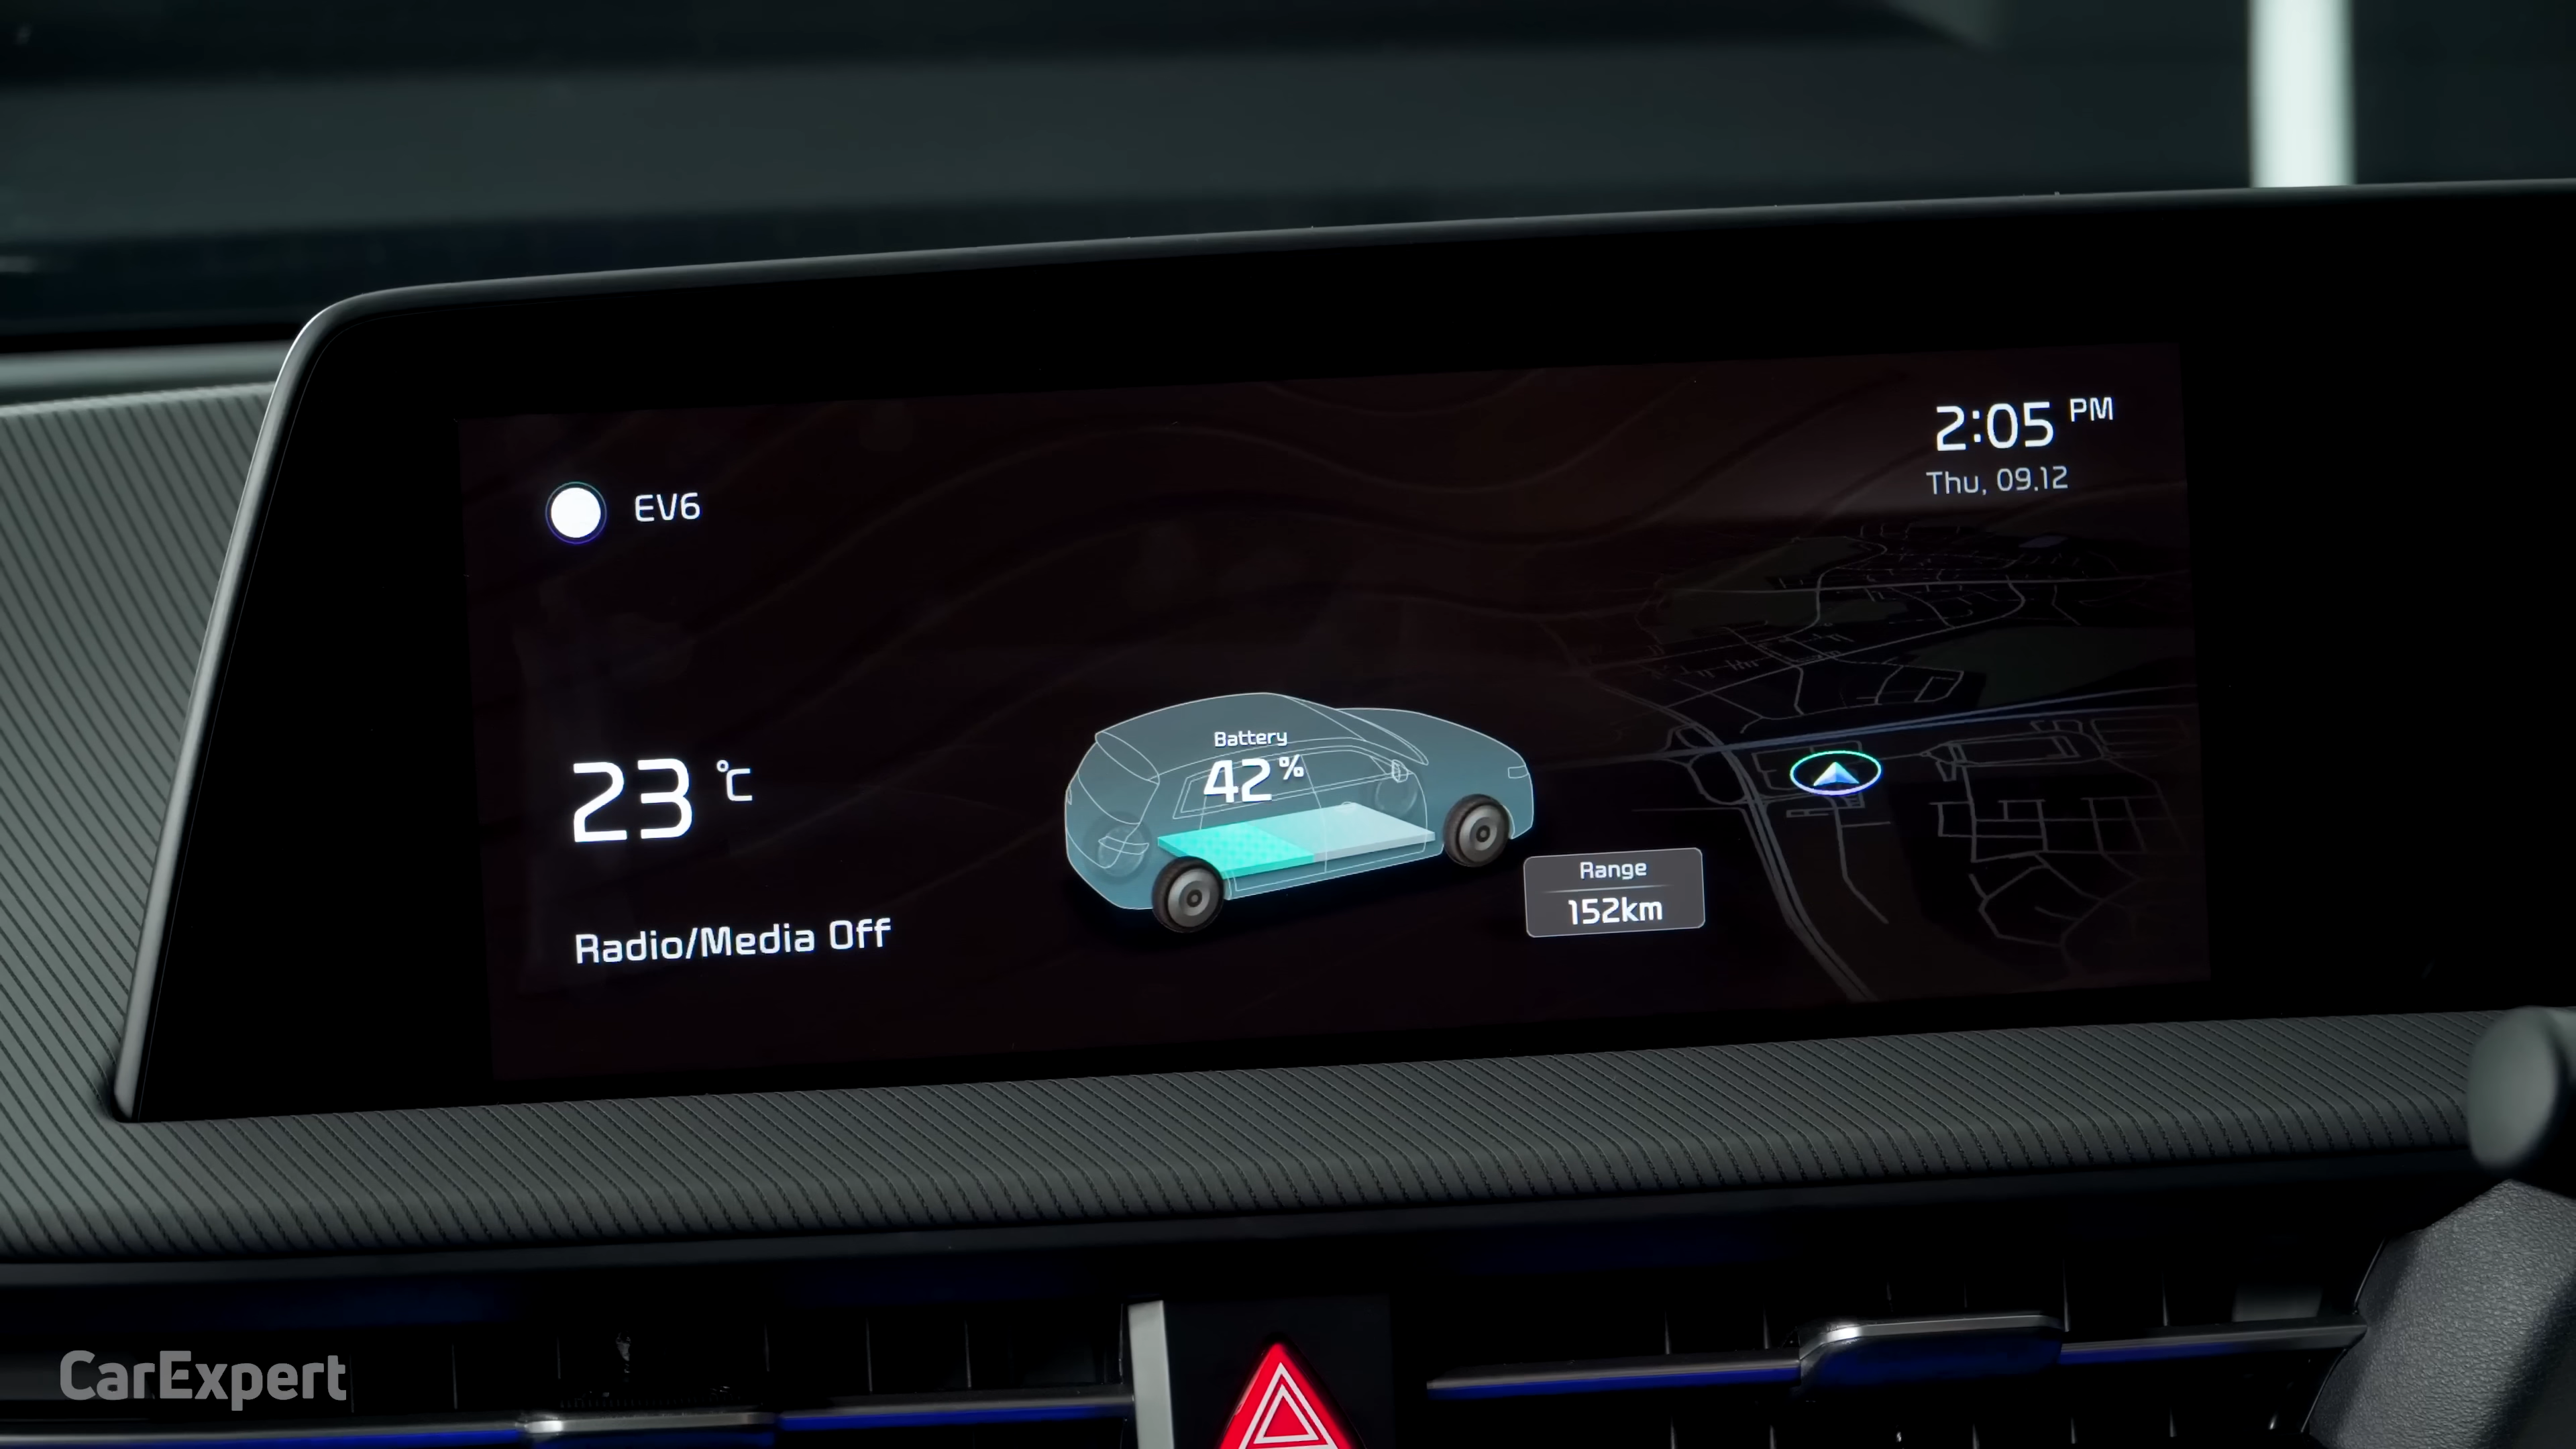 2:05 PM
Thu, 09.12
EV6
Battery
42%
23 °C
Range
152km
Radio/Media Off
CarExpert